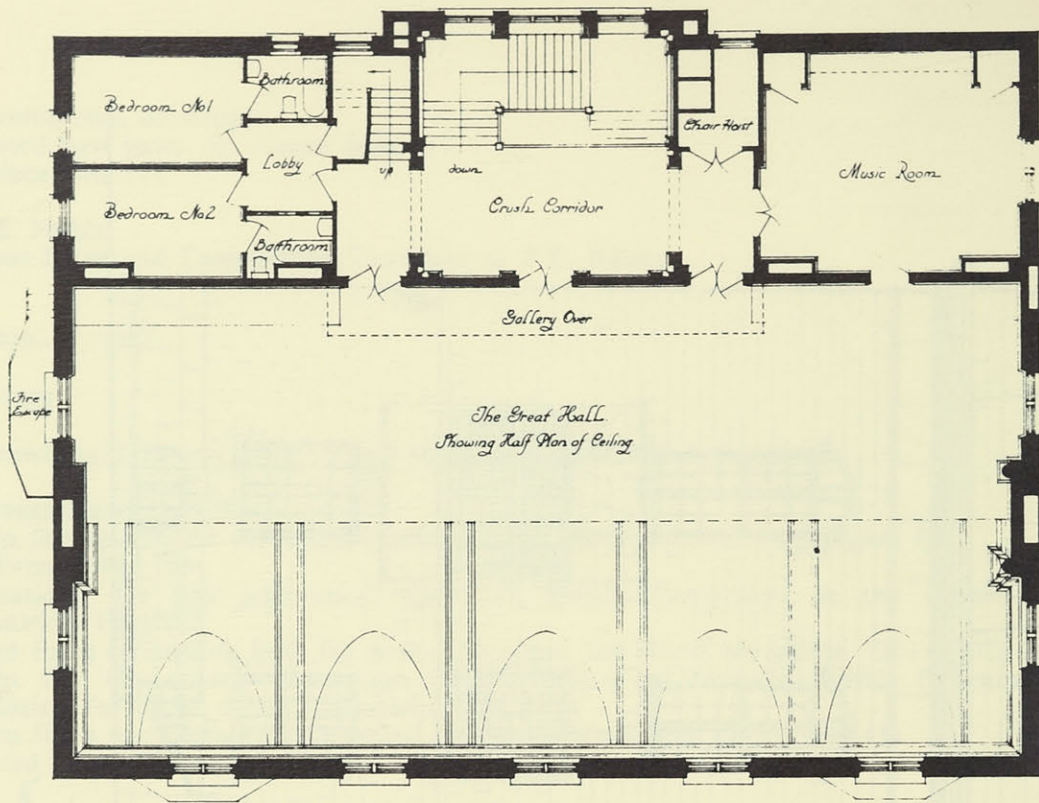 Bedroom No1
Bathroom
Lobby
Bedroom No2
Bathroom
up
down
Crush Corridor
Chair Hoist
Music Room
Gallery Over
Fire
Escape
The Great Hall
Showing Half Plan of Ceiling